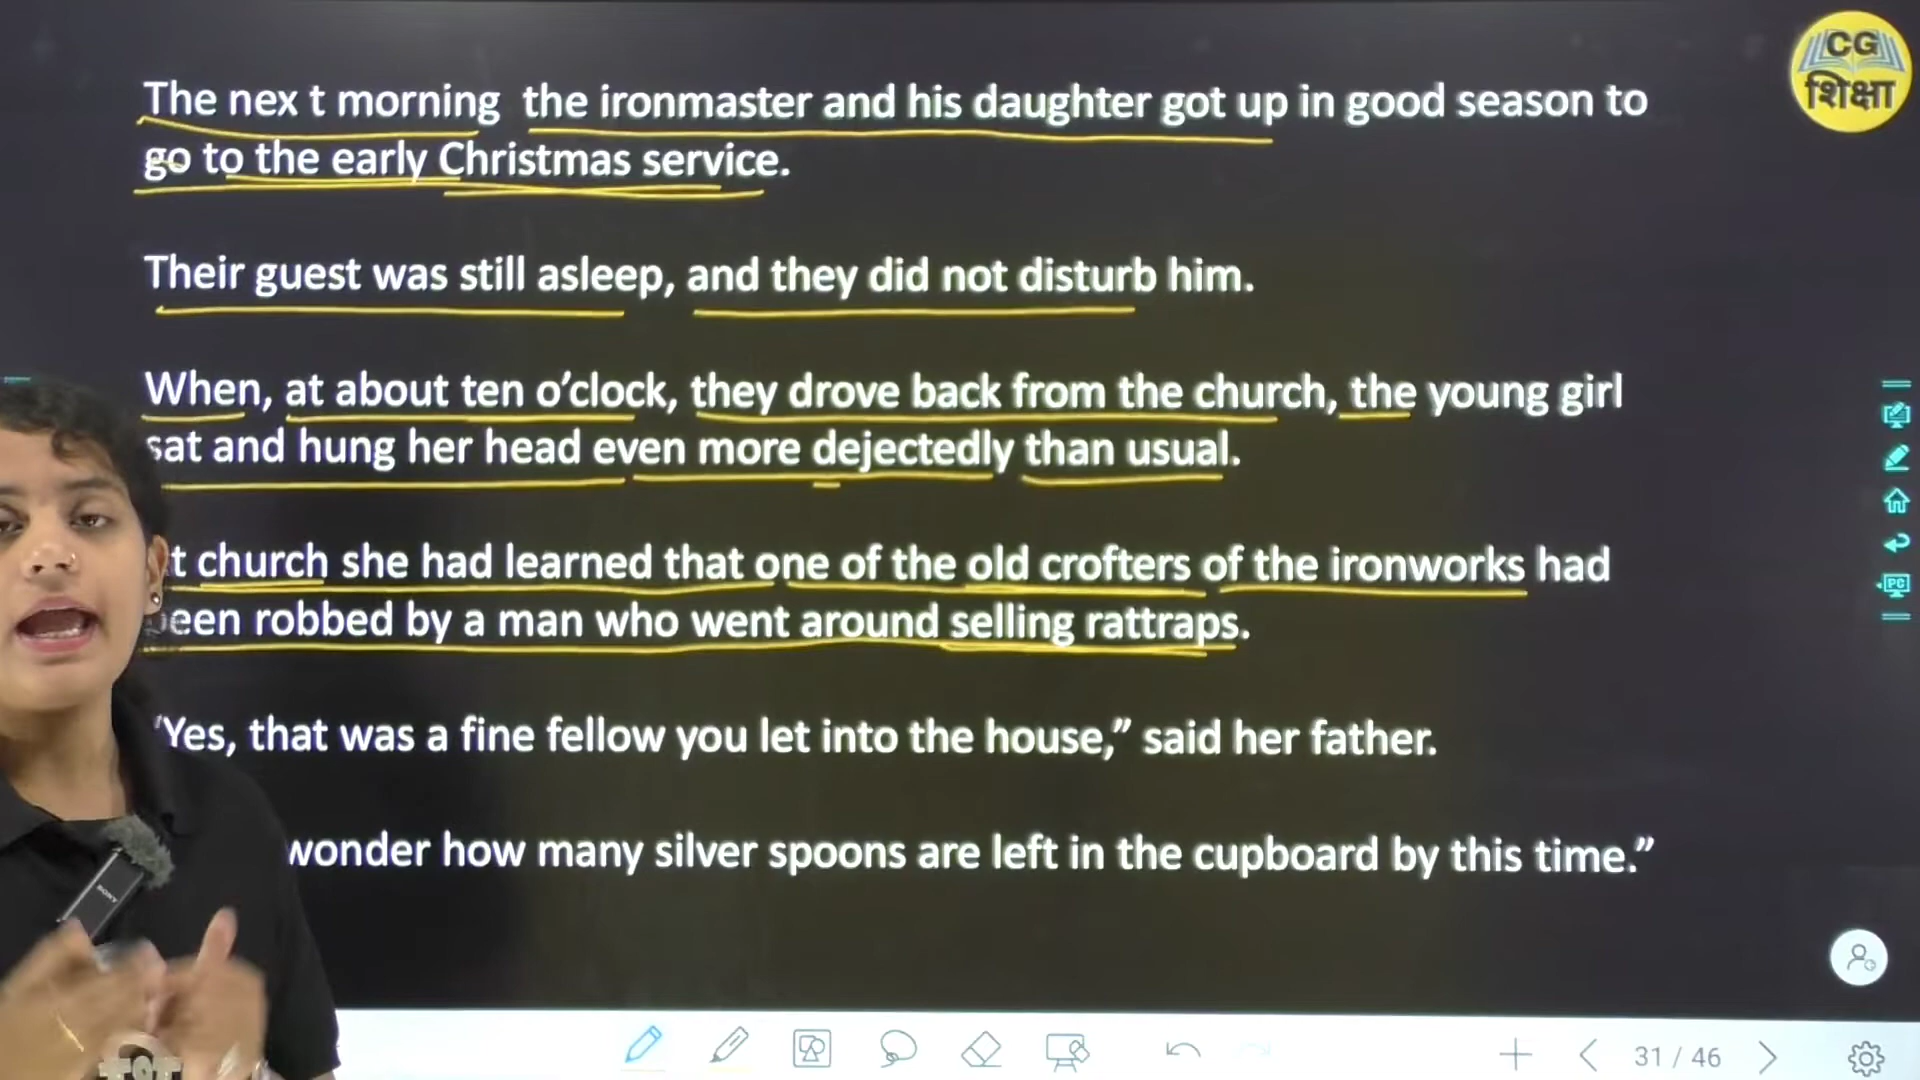 CG
शिक्षा
The nex t morning the ironmaster and his daughter got up in good season to
go to the early Christmas service.
Their guest was still asleep, and they did not disturb him.
When, at about ten o’clock, they drove back from the church, the young girl
sat and hung her head even more dejectedly than usual.
t church she had learned that one of the old crofters of the ironworks had
een robbed by a man who went around selling rattraps.
“Yes, that was a fine fellow you let into the house,” said her father.
wonder how many silver spoons are left in the cupboard by this time.”
SONY
PC
31 / 46